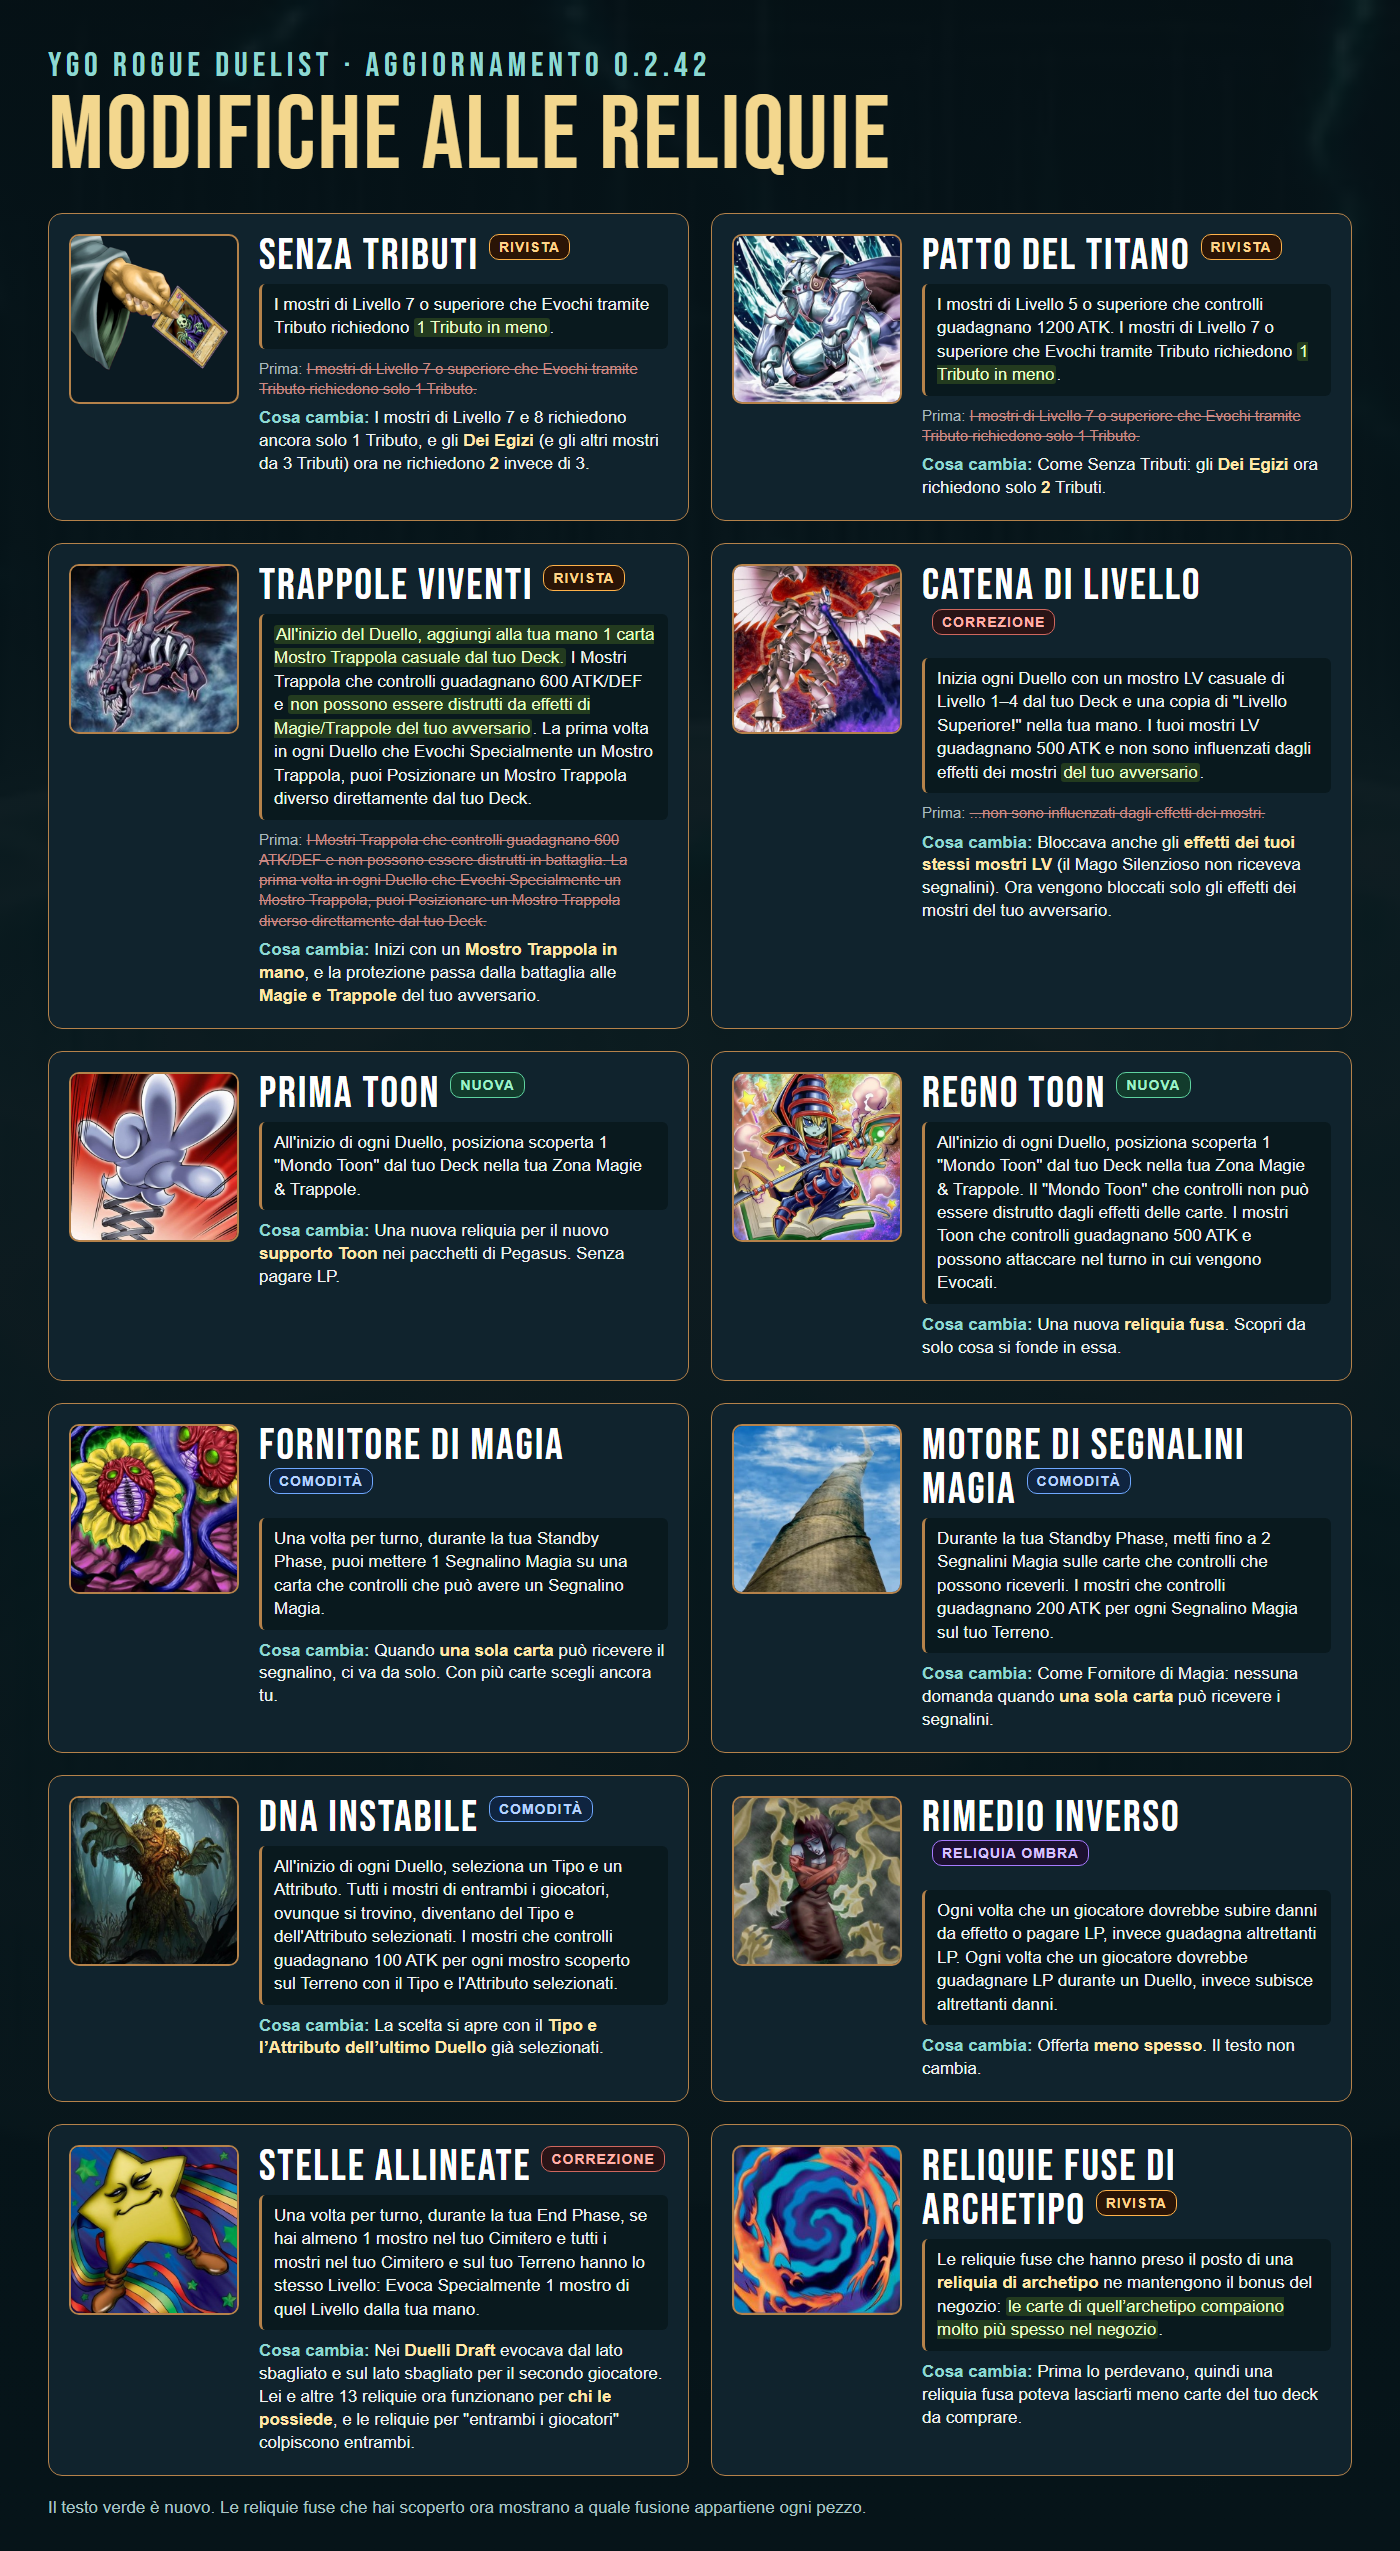 YGO ROGUE DUELIST · AGGIORNAMENTO 0.2.42
MODIFICHE ALLE RELIQUIE
SENZA TRIBUTI RIVISTA
I mostri di Livello 7 o superiore che Evochi tramite
Tributo richiedono 1 Tributo in meno.
Prima: I mostri di Livello 7 o superiore che Evochi tramite
Tributo richiedono solo 1 Tributo.
Cosa cambia: I mostri di Livello 7 e 8 richiedono
ancora solo 1 Tributo, e gli Dei Egizi (e gli altri mostri
da 3 Tributi) ora ne richiedono 2 invece di 3.
PATTO DEL TITANO RIVISTA
I mostri di Livello 5 o superiore che controlli
guadagnano 1200 ATK. I mostri di Livello 7 o
superiore che Evochi tramite Tributo richiedono 1
Tributo in meno.
Prima: I mostri di Livello 7 o superiore che Evochi tramite
Tributo richiedono solo 1 Tributo.
Cosa cambia: Come Senza Tributi: gli Dei Egizi ora
richiedono solo 2 Tributi.
TRAPPOLE VIVENTI RIVISTA
All'inizio del Duello, aggiungi alla tua mano 1 carta
Mostro Trappola casuale dal tuo Deck. I Mostri
Trappola che controlli guadagnano 600 ATK/DEF
e non possono essere distrutti da effetti di
Magie/Trappole del tuo avversario. La prima volta
in ogni Duello che Evochi Specialmente un Mostro
Trappola, puoi Posizionare un Mostro Trappola
diverso direttamente dal tuo Deck.
Prima: I Mostri Trappola che controlli guadagnano 600
ATK/DEF e non possono essere distrutti in battaglia. La
prima volta in ogni Duello che Evochi Specialmente un
Mostro Trappola, puoi Posizionare un Mostro Trappola
diverso direttamente dal tuo Deck.
Cosa cambia: Inizi con un Mostro Trappola in
mano, e la protezione passa dalla battaglia alle
Magie e Trappole del tuo avversario.
CATENA DI LIVELLO
CORREZIONE
Inizia ogni Duello con un mostro LV casuale di
Livello 1–4 dal tuo Deck e una copia di "Livello
Superiore!" nella tua mano. I tuoi mostri LV
guadagnano 500 ATK e non sono influenzati dagli
effetti dei mostri del tuo avversario.
Prima: ...non sono influenzati dagli effetti dei mostri.
Cosa cambia: Bloccava anche gli effetti dei tuoi
stessi mostri LV (il Mago Silenzioso non riceveva
segnalini). Ora vengono bloccati solo gli effetti dei
mostri del tuo avversario.
PRIMA TOON NUOVA
All'inizio di ogni Duello, posiziona scoperta 1
"Mondo Toon" dal tuo Deck nella tua Zona Magie
& Trappole.
Cosa cambia: Una nuova reliquia per il nuovo
supporto Toon nei pacchetti di Pegasus. Senza
pagare LP.
REGNO TOON NUOVA
All'inizio di ogni Duello, posiziona scoperta 1
"Mondo Toon" dal tuo Deck nella tua Zona Magie
& Trappole. Il "Mondo Toon" che controlli non può
essere distrutto dagli effetti delle carte. I mostri
Toon che controlli guadagnano 500 ATK e
possono attaccare nel turno in cui vengono
Evocati.
Cosa cambia: Una nuova reliquia fusa. Scopri da
solo cosa si fonde in essa.
FORNITORE DI MAGIA
COMODITÀ
Una volta per turno, durante la tua Standby
Phase, puoi mettere 1 Segnalino Magia su una
carta che controlli che può avere un Segnalino
Magia.
Cosa cambia: Quando una sola carta può ricevere il
segnalino, ci va da solo. Con più carte scegli ancora
tu.
MOTORE DI SEGNALINI
MAGIA COMODITÀ
Durante la tua Standby Phase, metti fino a 2
Segnalini Magia sulle carte che controlli che
possono riceverli. I mostri che controlli
guadagnano 200 ATK per ogni Segnalino Magia
sul tuo Terreno.
Cosa cambia: Come Fornitore di Magia: nessuna
domanda quando una sola carta può ricevere i
segnalini.
DNA INSTABILE COMODITÀ
All'inizio di ogni Duello, seleziona un Tipo e un
Attributo. Tutti i mostri di entrambi i giocatori,
ovunque si trovino, diventano del Tipo e
dell'Attributo selezionati. I mostri che controlli
guadagnano 100 ATK per ogni mostro scoperto
sul Terreno con il Tipo e l'Attributo selezionati.
Cosa cambia: La scelta si apre con il Tipo e
l’Attributo dell’ultimo Duello già selezionati.
RIMEDIO INVERSO
RELIQUIA OMBRA
Ogni volta che un giocatore dovrebbe subire danni
da effetto o pagare LP, invece guadagna altrettanti
LP. Ogni volta che un giocatore dovrebbe
guadagnare LP durante un Duello, invece subisce
altrettanti danni.
Cosa cambia: Offerta meno spesso. Il testo non
cambia.
STELLE ALLINEATE CORREZIONE
Una volta per turno, durante la tua End Phase, se
hai almeno 1 mostro nel tuo Cimitero e tutti i
mostri nel tuo Cimitero e sul tuo Terreno hanno lo
stesso Livello: Evoca Specialmente 1 mostro di
quel Livello dalla tua mano.
Cosa cambia: Nei Duelli Draft evocava dal lato
sbagliato e sul lato sbagliato per il secondo giocatore.
Lei e altre 13 reliquie ora funzionano per chi le
possiede, e le reliquie per "entrambi i giocatori"
colpiscono entrambi.
RELIQUIE FUSE DI
ARCHETIPO RIVISTA
Le reliquie fuse che hanno preso il posto di una
reliquia di archetipo ne mantengono il bonus del
negozio: le carte di quell’archetipo compaiono
molto più spesso nel negozio.
Cosa cambia: Prima lo perdevano, quindi una
reliquia fusa poteva lasciarti meno carte del tuo deck
da comprare.
Il testo verde è nuovo. Le reliquie fuse che hai scoperto ora mostrano a quale fusione appartiene ogni pezzo.